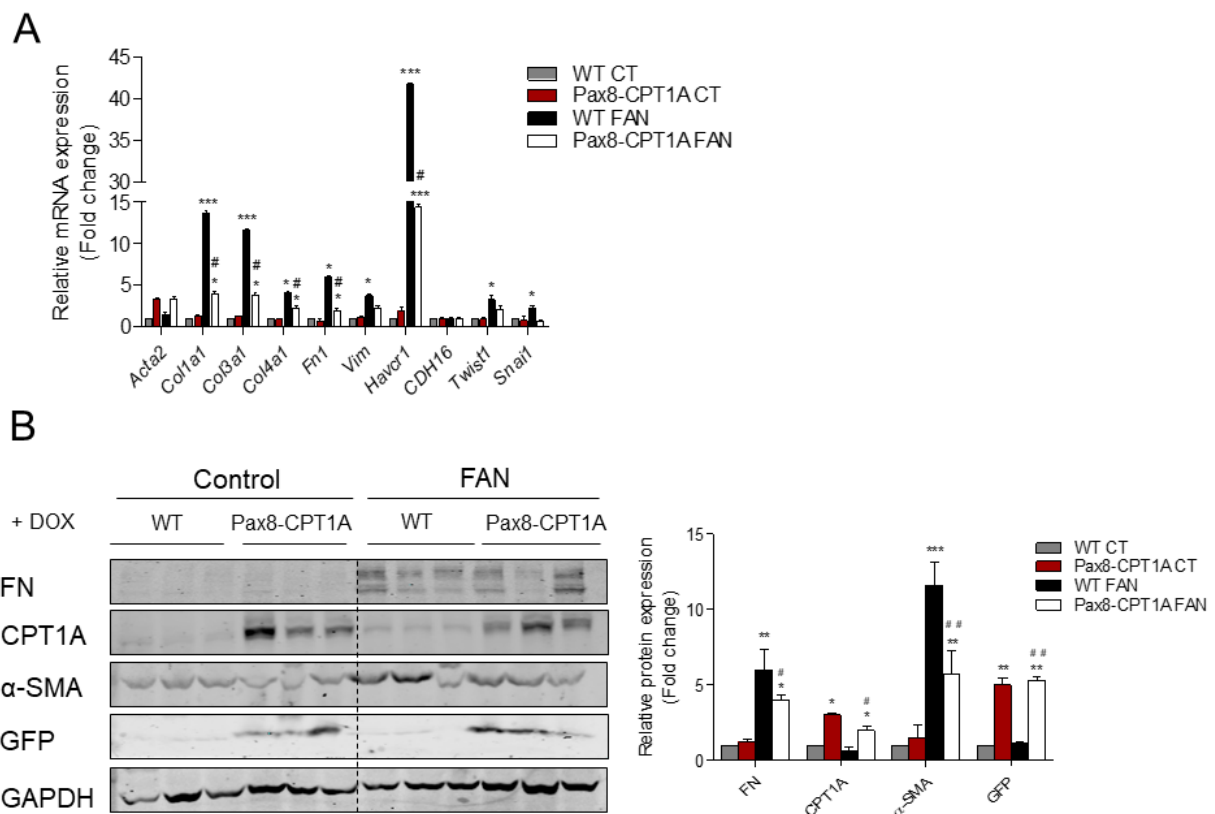 A
Relative mRNA expression
(Fold change)
45
40
35
30
15
10
5
0
***
***
#
*
***
#
*
*
#
*
*
#
*
*
***
#
***
*
*
WT CT
Pax8-CPT1A CT
WT FAN
Pax8-CPT1A FAN
Acta2
Col1a1
Col3a1
Col4a1
Fn1
Vim
Havcr1
CDH16
Twist1
Snai1
B
Control
FAN
+ DOX
WT
Pax8-CPT1A
WT
Pax8-CPT1A
FN
CPT1A
α-SMA
GFP
GAPDH
Relative protein expression
(Fold change)
15
10
5
0
**
#
*
*
#
*
***
##
**
**
##
**
WT CT
Pax8-CPT1A CT
WT FAN
Pax8-CPT1A FAN
FN
CPT1A
α-SMA
GFP